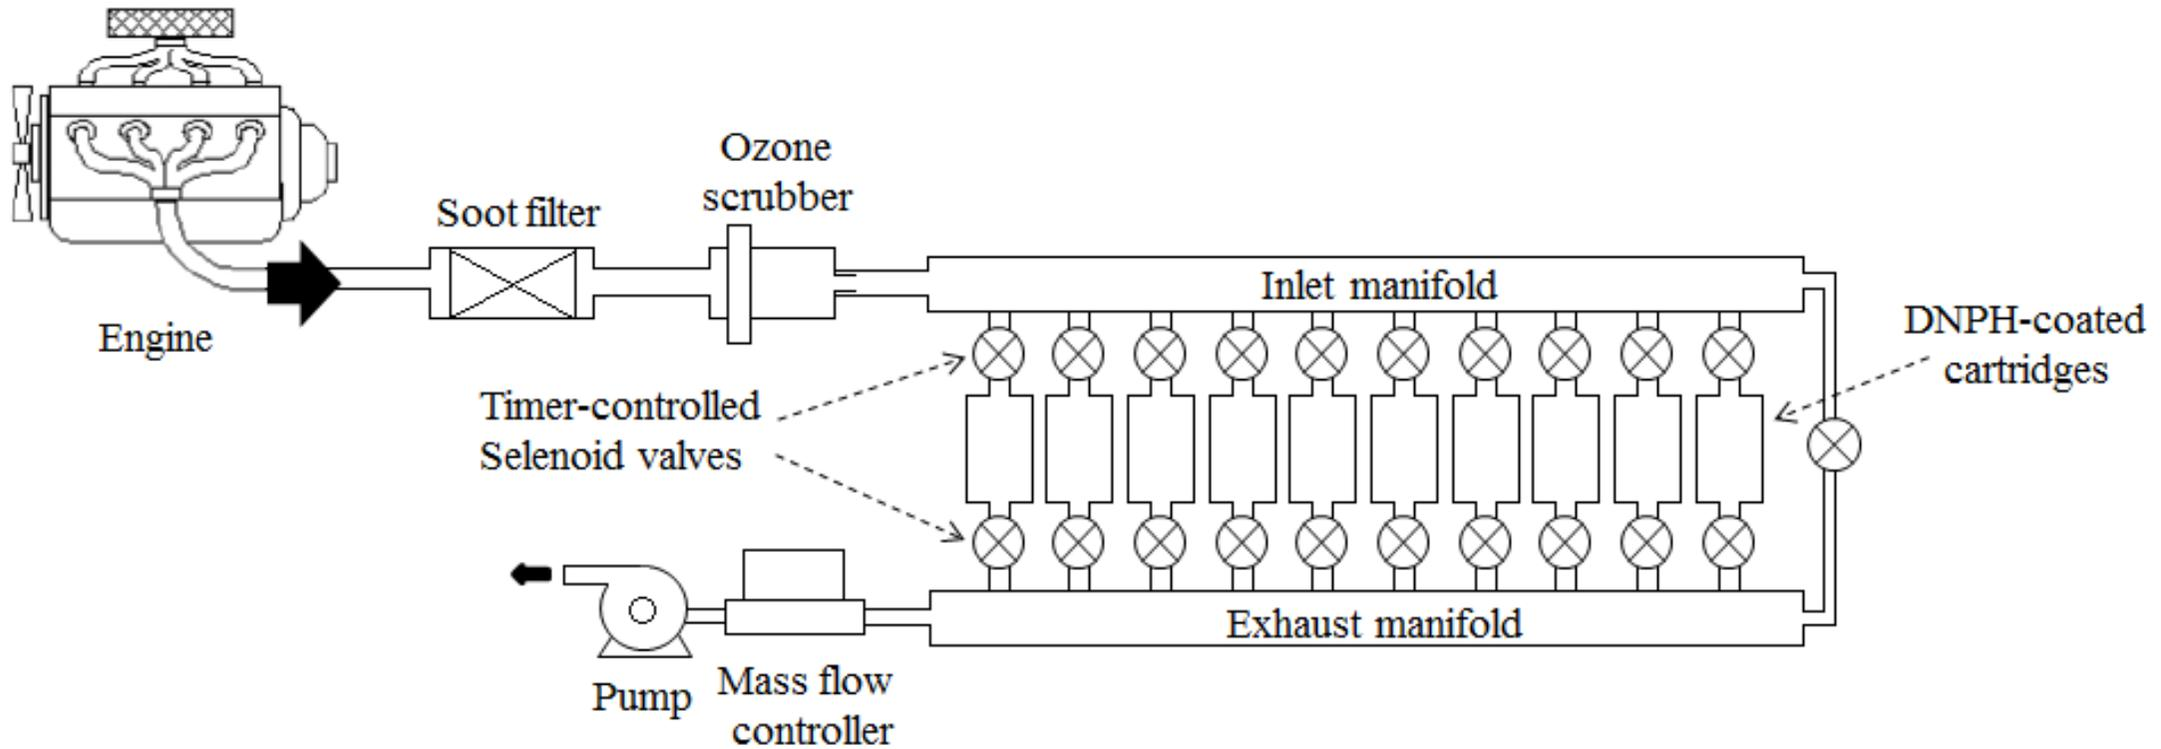 Ozone
scrubber
Soot filter
Engine
Inlet manifold
DNPH-coated
cartridges
Timer-controlled
Selenoid valves
Exhaust manifold
Pump
Mass flow
controller